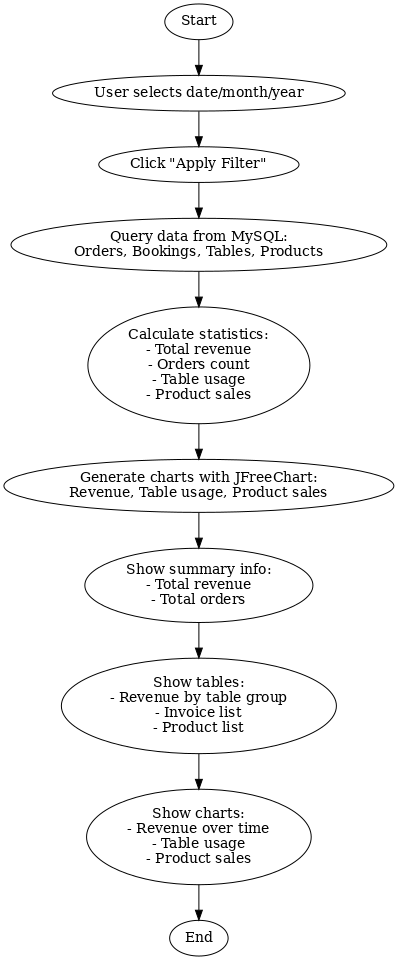 Start
User selects date/month/year
Click "Apply Filter"
Query data from MySQL:
Orders, Bookings, Tables, Products
Calculate statistics:
- Total revenue
- Orders count
- Table usage
- Product sales
Generate charts with JFreeChart:
Revenue, Table usage, Product sales
Show summary info:
- Total revenue
- Total orders
Show tables:
- Revenue by table group
- Invoice list
- Product list
Show charts:
- Revenue over time
- Table usage
- Product sales
End